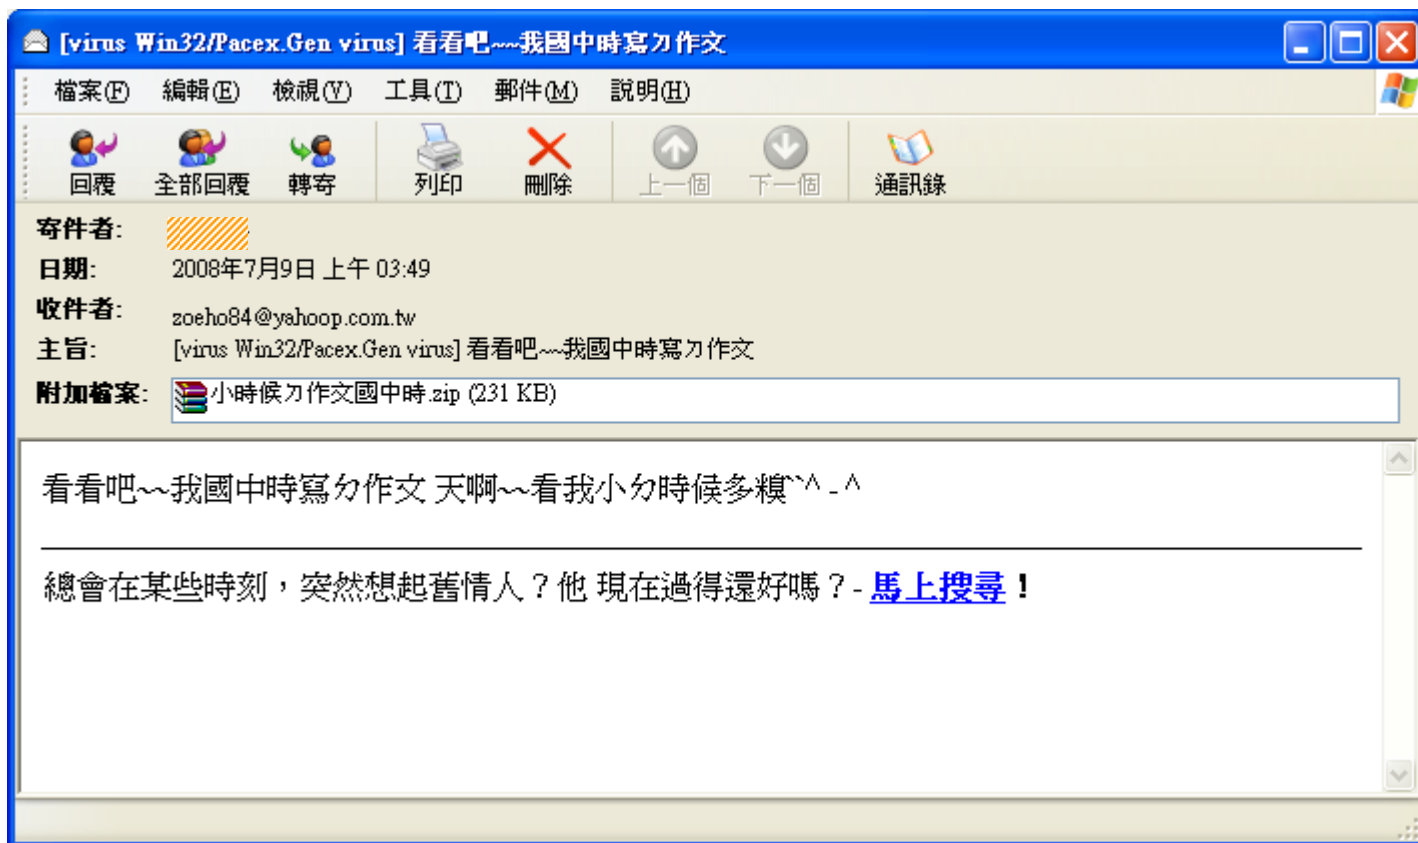 [virus Win32/Pacex.Gen virus] 看看吧~~我國中時寫ㄉ作文
檔案(F) 編輯(E) 檢視(V) 工具(T) 郵件(M) 說明(H)
回覆 全部回覆 轉寄 列印 刪除 上一個 下一個 通訊錄
寄件者:
日期: 2008年7月9日 上午 03:49
收件者: zoeho84@yahoop.com.tw
主旨: [virus Win32/Pacex.Gen virus] 看看吧~~我國中時寫ㄉ作文
附加檔案: 小時候ㄉ作文國中時.zip (231 KB)
看看吧~~我國中時寫ㄉ作文 天啊~~看我小ㄉ時候多糗~``^ - ^
總會在某些時刻，突然想起舊情人？他 現在過得還好嗎？- 馬上搜尋！